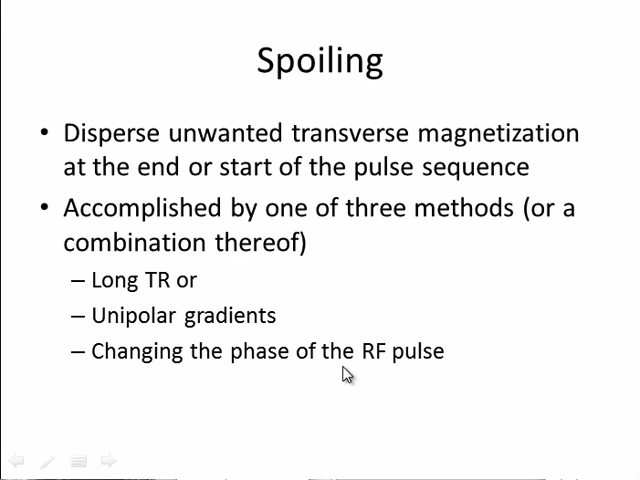 Spoiling
• Disperse unwanted transverse magnetization
at the end or start of the pulse sequence
• Accomplished by one of three methods (or a
combination thereof)
– Long TR or
– Unipolar gradients
– Changing the phase of the RF pulse